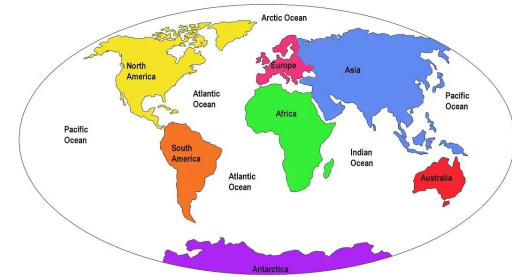 Arctic Ocean
North
America
Europe
Asia
Atlantic
Ocean
Pacific
Ocean
Africa
Pacific
Ocean
South
America
Indian
Ocean
Atlantic
Ocean
Australia
Antarctica